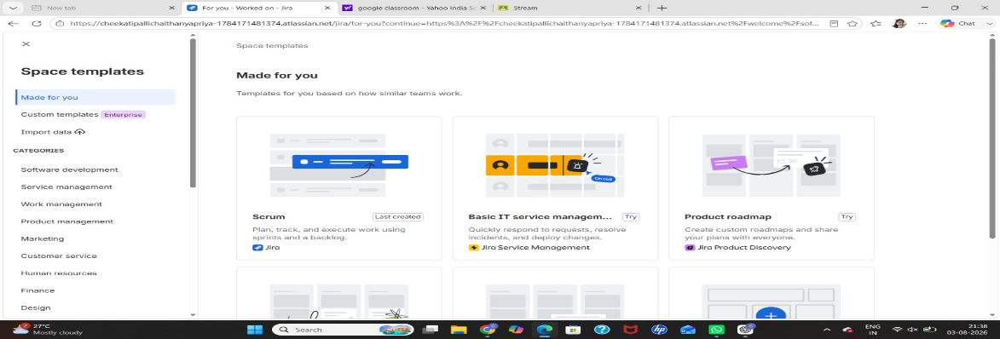 New tab
For you - Worked on - Jira
google classroom - Yahoo India Se
Stream
https://cheekatipallichaithanyapriya-1784171481374.atlassian.net/jira/for-you?continue=https%3A%2F%2Fcheekatipallichaithanyapriya-1784171481374.atlassian.net%2Fwelcome%2Fsof...
Chat
Space templates
Made for you
Custom templates Enterprise
Import data
CATEGORIES
Software development
Service management
Work management
Product management
Marketing
Customer service
Human resources
Finance
Design
Space templates
Made for you
Templates for you based on how similar teams work.
Scrum Last created
Plan, track, and execute work using
sprints and a backlog.
Jira
On call
Basic IT service managem... Try
Quickly respond to requests, resolve
incidents, and deploy changes.
Jira Service Management
Product roadmap Try
Create custom roadmaps and share
your plans with everyone.
Jira Product Discovery
27°C
Mostly cloudy
Search
ENG
IN
21:38
03-08-2026